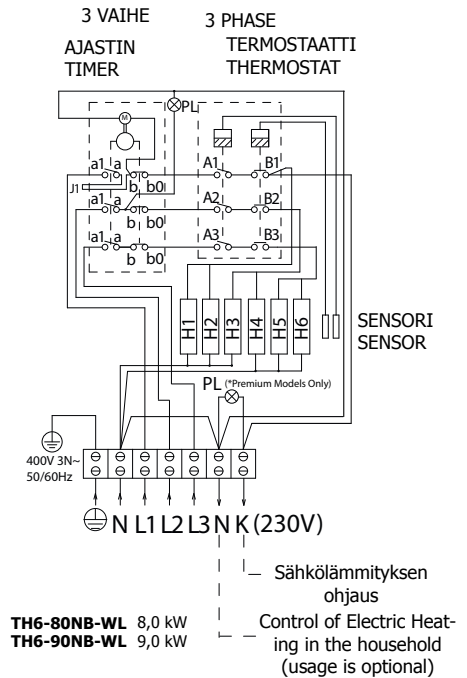 3 VAIHE
3 PHASE
AJASTIN
TIMER
TERMOSTAATTI
THERMOSTAT
PL
M
a1 a
A1
B1
J1
b b0
a1 a
A2
B2
b b0
a1 a
A3
B3
b b0
H1
H2
H3
H4
H5
H6
SENSORI
SENSOR
PL (*Premium Models Only)
400V 3N~
50/60Hz
N L1 L2 L3 N K (230V)
Sähkölämmityksen
ohjaus
TH6-80NB-WL 8,0 kW
TH6-90NB-WL 9,0 kW
Control of Electric Heat-
ing in the household
(usage is optional)